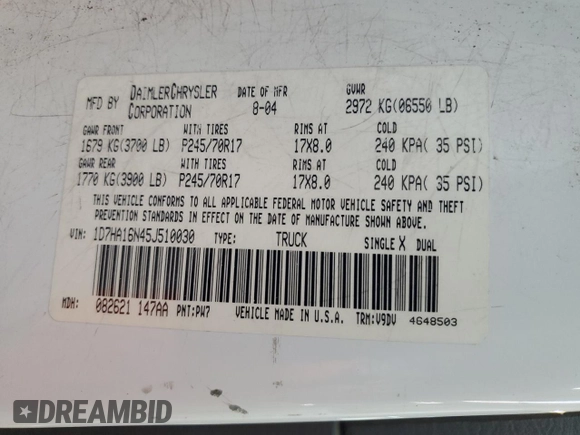 MFD BY DAIMLERCHRYSLER CORPORATION DATE OF MFR 8-04 GVWR 2972 KG(06550 LB)
GAWR FRONT WITH TIRES RIMS AT COLD
1679 KG(3700 LB) P245/70R17 17X8.0 240 KPA( 35 PSI)
GAWR REAR WITH TIRES RIMS AT COLD
1770 KG(3900 LB) P245/70R17 17X8.0 240 KPA( 35 PSI)
THIS VEHICLE CONFORMS TO ALL APPLICABLE FEDERAL MOTOR VEHICLE SAFETY AND THEFT
PREVENTION STANDARDS IN EFFECT ON THE DATE OF MANUFACTURE SHOWN ABOVE.
VIN: 1D7HA16N45J510030 TYPE: TRUCK SINGLE X DUAL
MDH: 082621 147AA PNT:PW7 VEHICLE MADE IN U.S.A. TRM:V9DV 4648503
DREAMBID